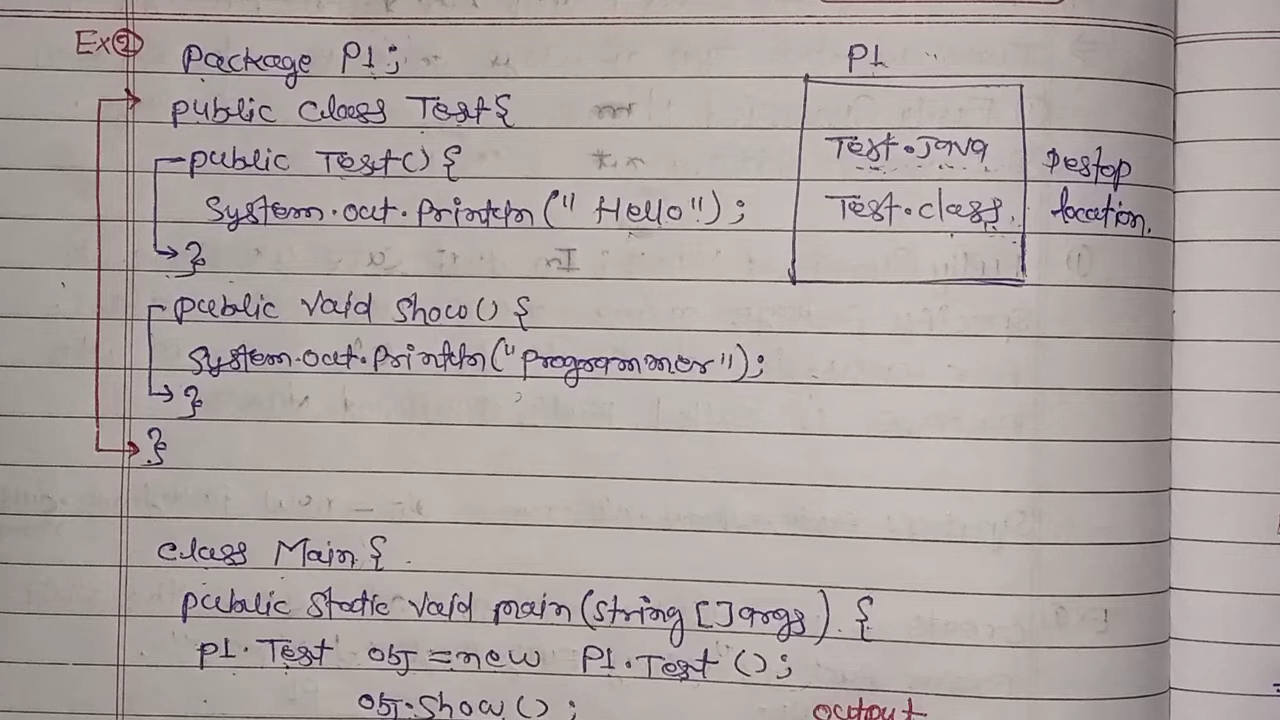 Ex②
Package P1;
public class Test{
public Test() {
System.out.println("Hello");
}
public void show() {
System.out.println("programmer");
}
}
P1
Test.Java
Test.class.
Destop
location.
class Main{
public static void main(string []args) {
P1.Test obj = new P1.Test();
obj.show();
output